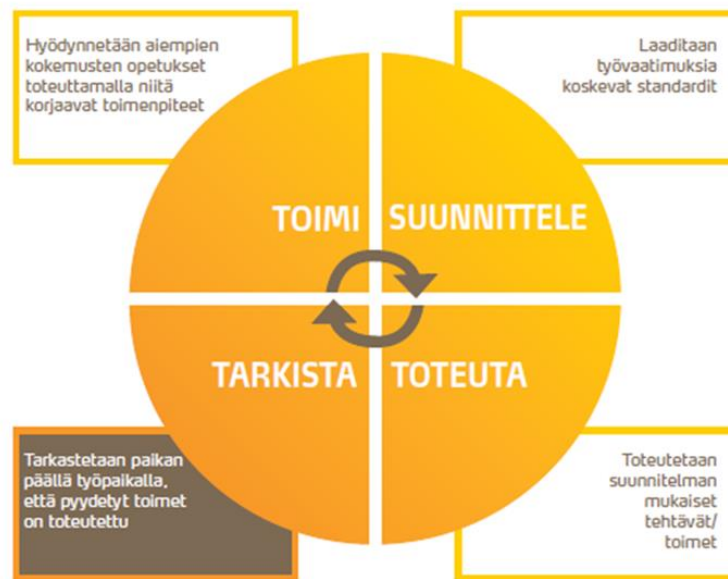 Hyödynnetään aiempien
kokemusten opetukset
toteuttamalla niitä
korjaavat toimenpiteet
Laaditaan
työvaatimuksia
koskevat standardit
TOIMI
SUUNNITTELE
TARKISTA
TOTEUTA
Tarkastetaan paikan
päällä työpaikalla,
että pyydetyt toimet
on toteutettu
Toteutetaan
suunnitelman
mukaiset
tehtävät/
toimet